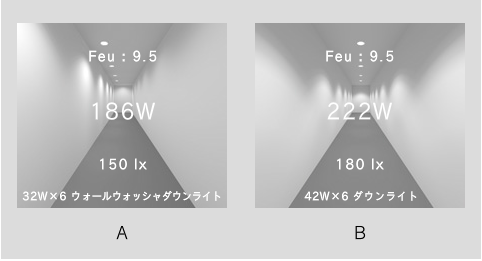 Feu : 9.5
186W
150 lx
32W×6 ウォールウォッシャダウンライト
A
Feu : 9.5
222W
180 lx
42W×6 ダウンライト
B